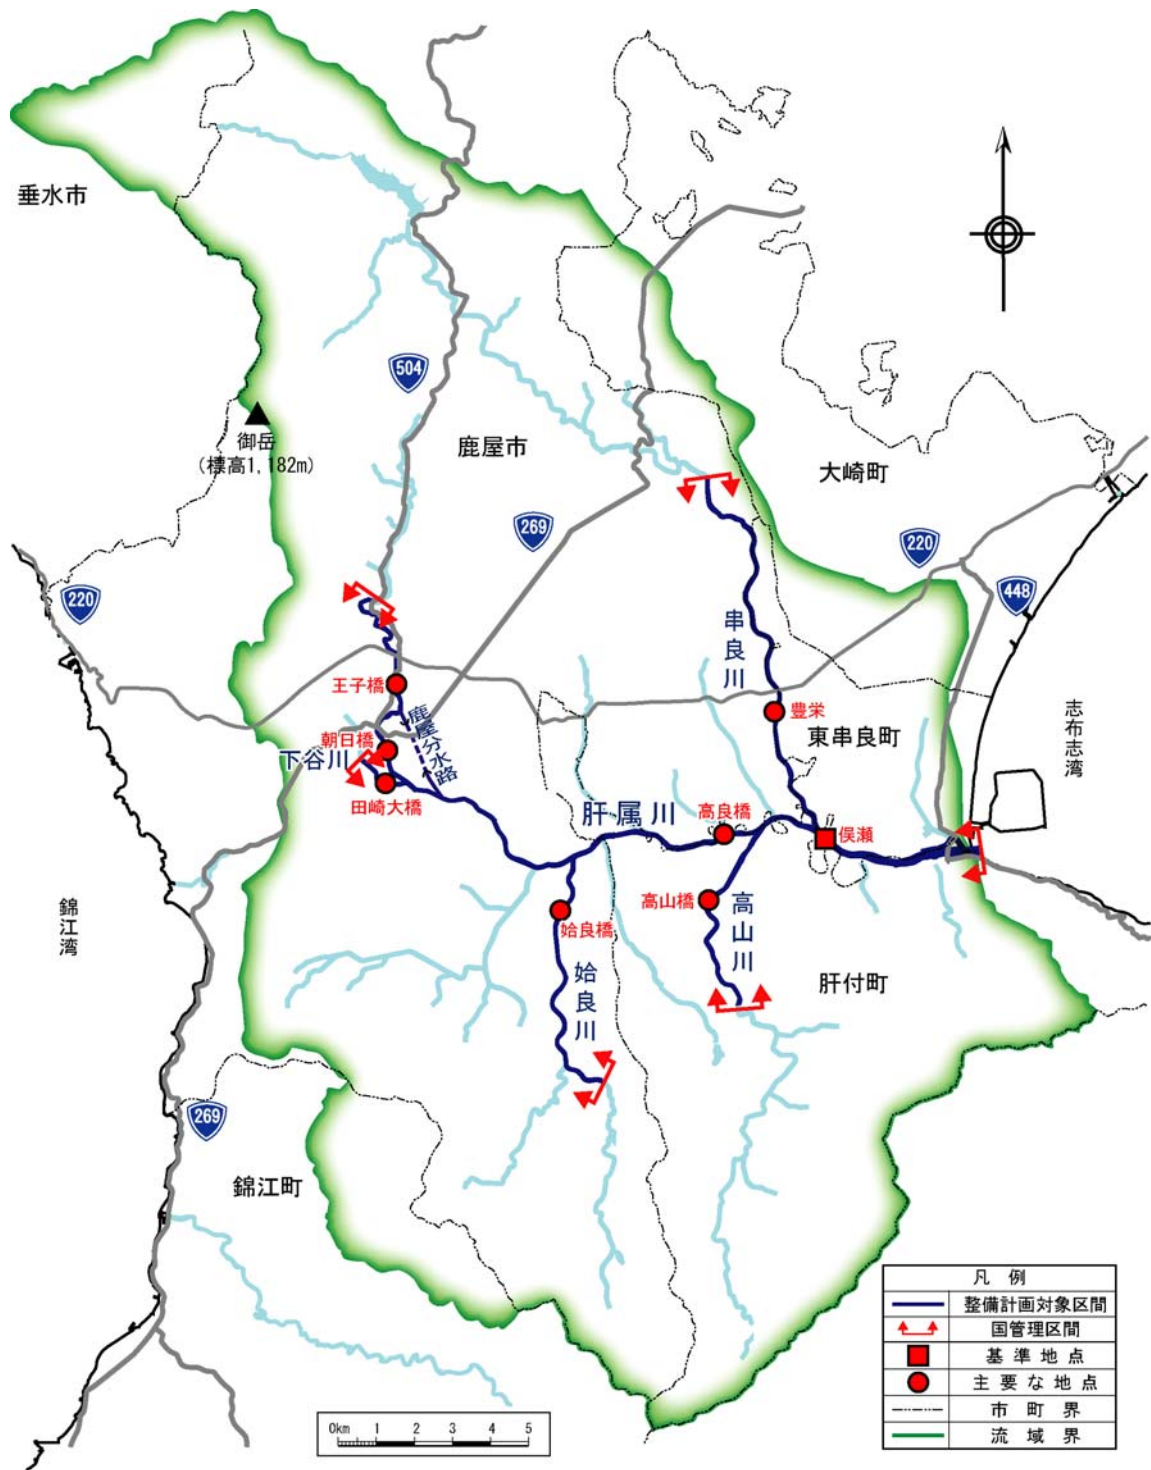 垂水市
504
御岳
(標高1,182m)
鹿屋市
大崎町
269
220
220
448
串良川
王子橋
豊栄
志布志湾
鹿屋分水路
朝日橋
下谷川
東串良町
田崎大橋
肝属川
高良橋
俣瀬
錦江湾
高山橋
高山川
姶良橋
姶良川
肝付町
269
錦江町
凡例
整備計画対象区間
国管理区間
基準地点
主要な地点
市町界
流域界
0km 1 2 3 4 5